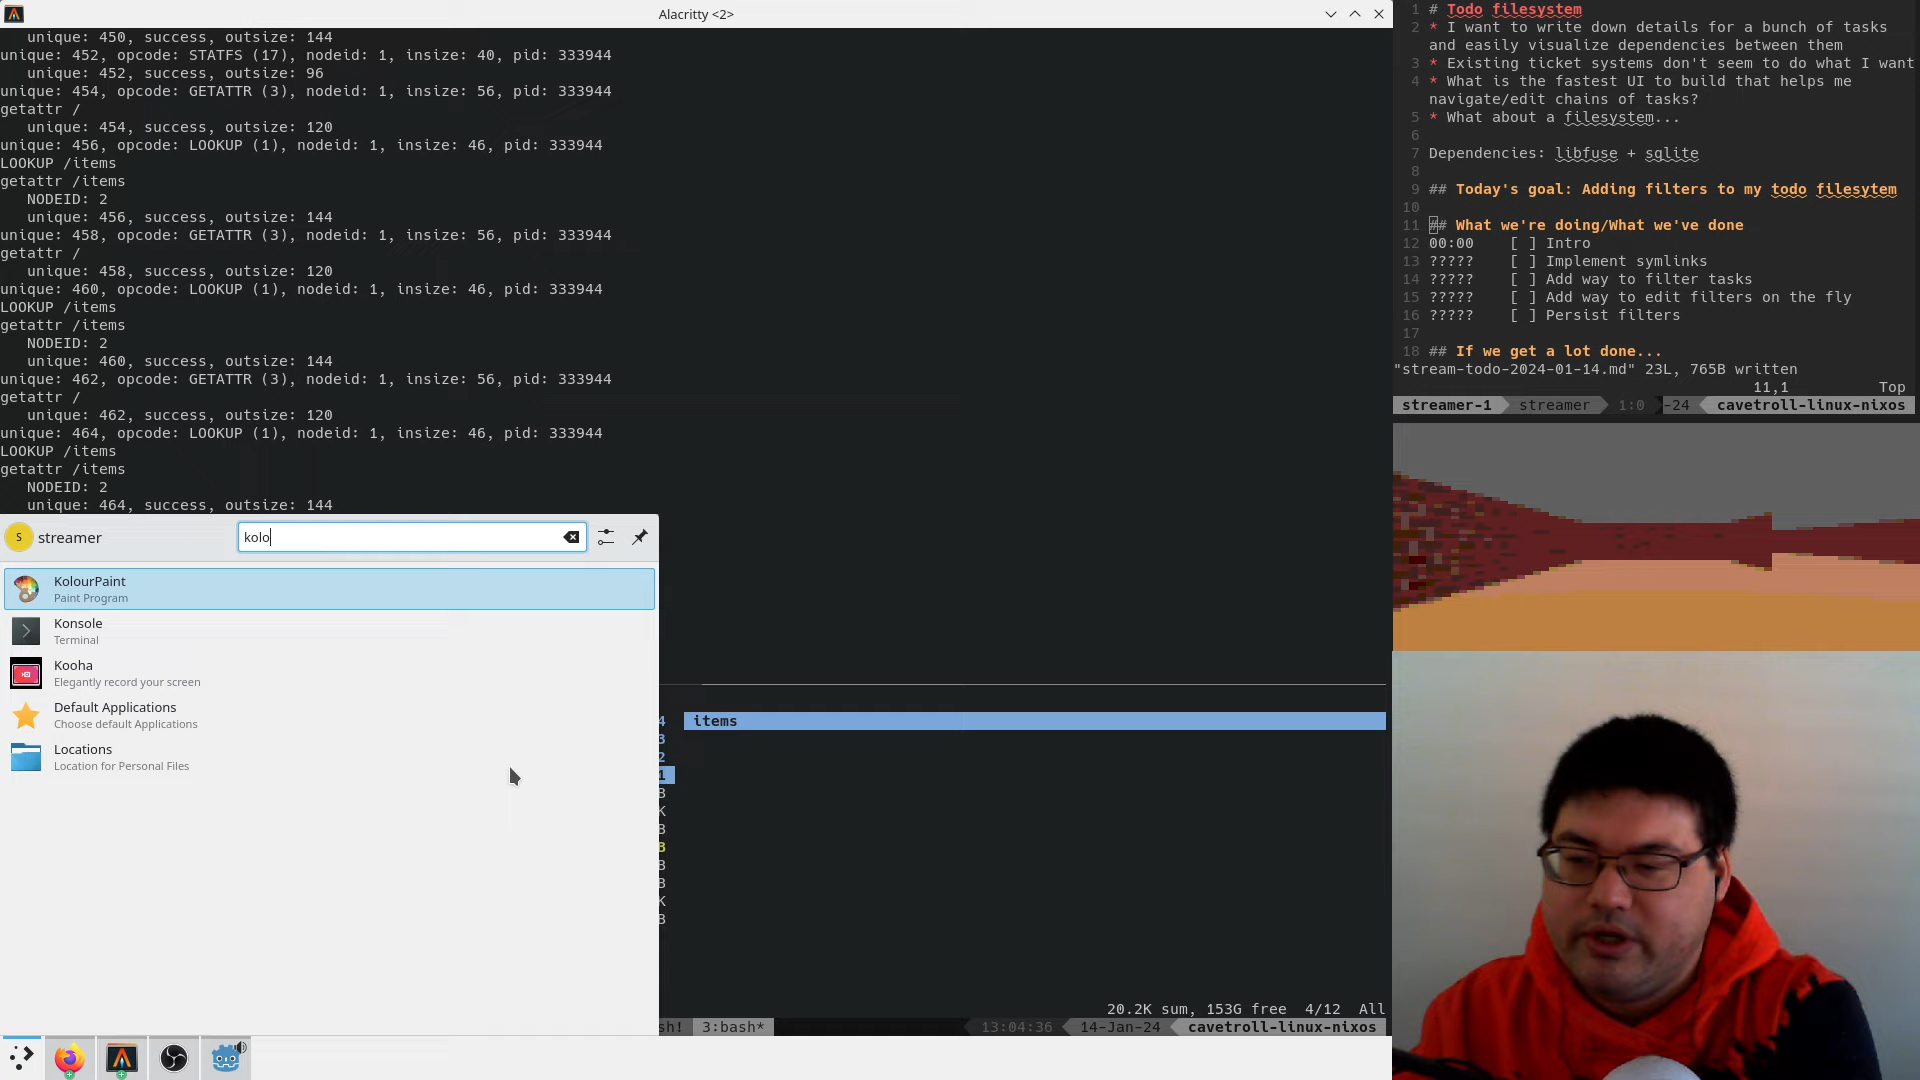 Alacritty <2>
unique: 450, success, outsize: 144
unique: 452, opcode: STATFS (17), nodeid: 1, insize: 40, pid: 333944
unique: 452, success, outsize: 96
unique: 454, opcode: GETATTR (3), nodeid: 1, insize: 56, pid: 333944
getattr /
unique: 454, success, outsize: 120
unique: 456, opcode: LOOKUP (1), nodeid: 1, insize: 46, pid: 333944
LOOKUP /items
getattr /items
NODEID: 2
unique: 456, success, outsize: 144
unique: 458, opcode: GETATTR (3), nodeid: 1, insize: 56, pid: 333944
getattr /
unique: 458, success, outsize: 120
unique: 460, opcode: LOOKUP (1), nodeid: 1, insize: 46, pid: 333944
LOOKUP /items
getattr /items
NODEID: 2
unique: 460, success, outsize: 144
unique: 462, opcode: GETATTR (3), nodeid: 1, insize: 56, pid: 333944
getattr /
unique: 462, success, outsize: 120
unique: 464, opcode: LOOKUP (1), nodeid: 1, insize: 46, pid: 333944
LOOKUP /items
getattr /items
NODEID: 2
unique: 464, success, outsize: 144
S streamer
kolo
KolourPaint
Paint Program
Konsole
Terminal
Kooha
Elegantly record your screen
Default Applications
Choose default Applications
Locations
Location for Personal Files
4 items
3
2
1
B
K
B
3
B
B
K
B
20.2K sum, 153G free 4/12 All
sh! 3:bash* 13:04:36 14-Jan-24 cavetroll-linux-nixos
1 # Todo filesystem
2 * I want to write down details for a bunch of tasks
and easily visualize dependencies between them
3 * Existing ticket systems don't seem to do what I want
4 * What is the fastest UI to build that helps me
navigate/edit chains of tasks?
5 * What about a filesystem...
6
7 Dependencies: libfuse + sqlite
8
9 ## Today's goal: Adding filters to my todo filesytem
10
11 ## What we're doing/What we've done
12 00:00 [ ] Intro
13 ????? [ ] Implement symlinks
14 ????? [ ] Add way to filter tasks
15 ????? [ ] Add way to edit filters on the fly
16 ????? [ ] Persist filters
17
18 ## If we get a lot done...
"stream-todo-2024-01-14.md" 23L, 765B written
11,1 Top
streamer-1 streamer 1:0 -24 cavetroll-linux-nixos